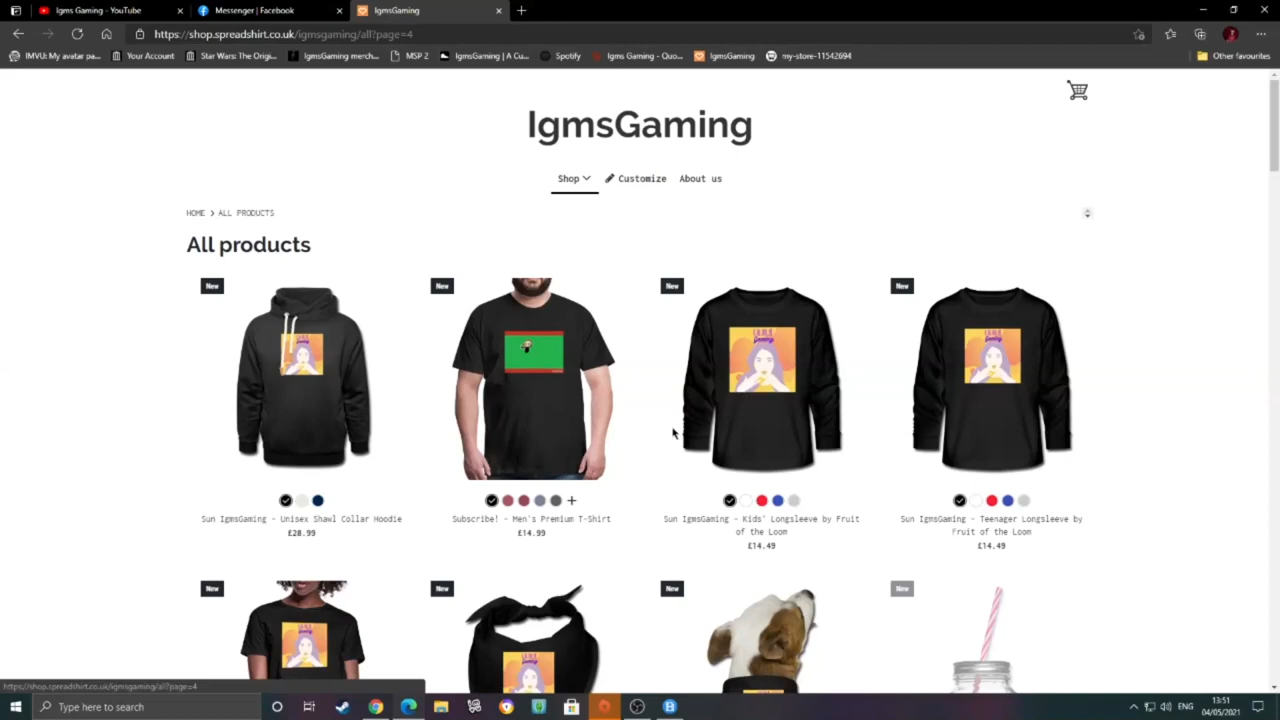 Igms Gaming - YouTube
Messenger | Facebook
IgmsGaming
https://shop.spreadshirt.co.uk/igmsgaming/all?page=4
IMVU: My avatar pa...
Your Account
Star Wars: The Origi...
IgmsGaming merch...
MSP 2
IgmsGaming | A Cu...
Spotify
Igms Gaming - Quo...
IgmsGaming
my-store-11542694
Other favourites
IgmsGaming
Shop
Customize
About us
HOME > ALL PRODUCTS
All products
New
New
New
New
Gaming
Gaming
Gaming
Sun IgmsGaming - Unisex Shawl Collar Hoodie
£28.99
Subscribe! - Men's Premium T-Shirt
£14.99
Sun IgmsGaming - Kids' Longsleeve by Fruit
of the Loom
£14.49
Sun IgmsGaming - Teenager Longsleeve by
Fruit of the Loom
£14.49
New
New
New
New
Gaming
https://shop.spreadshirt.co.uk/igmsgaming/all?page=4
Type here to search
ENG
13:51
04/05/2021